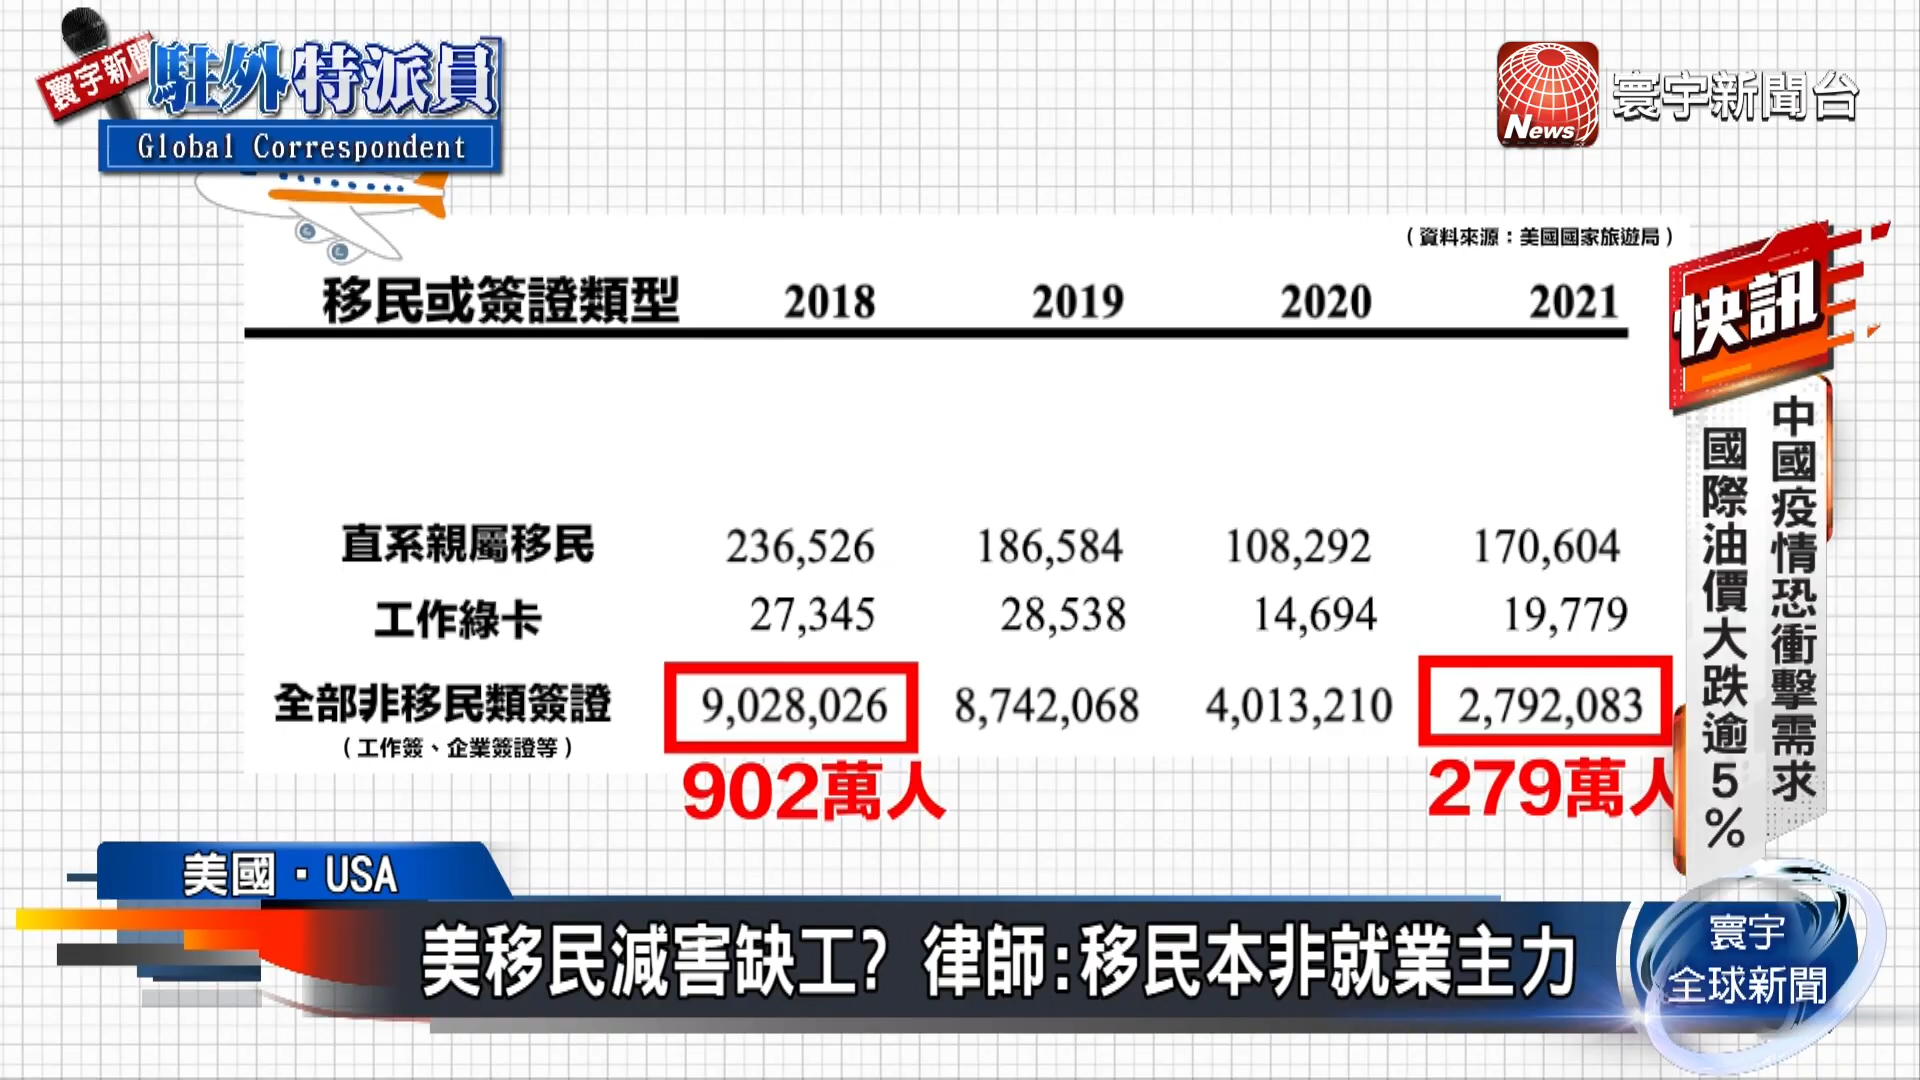 寰宇新聞
駐外特派員
Global Correspondent
News
寰宇新聞台
（資料來源：美國國家旅遊局）
移民或簽證類型 2018 2019 2020 2021
直系親屬移民 236,526 186,584 108,292 170,604
工作綠卡 27,345 28,538 14,694 19,779
全部非移民類簽證 9,028,026 8,742,068 4,013,210 2,792,083
（工作簽、企業簽證等）
902萬人 279萬人
快訊
中國疫情恐衝擊需求
國際油價大跌逾5%
美國·USA
美移民減害缺工? 律師:移民本非就業主力
寰宇
全球新聞